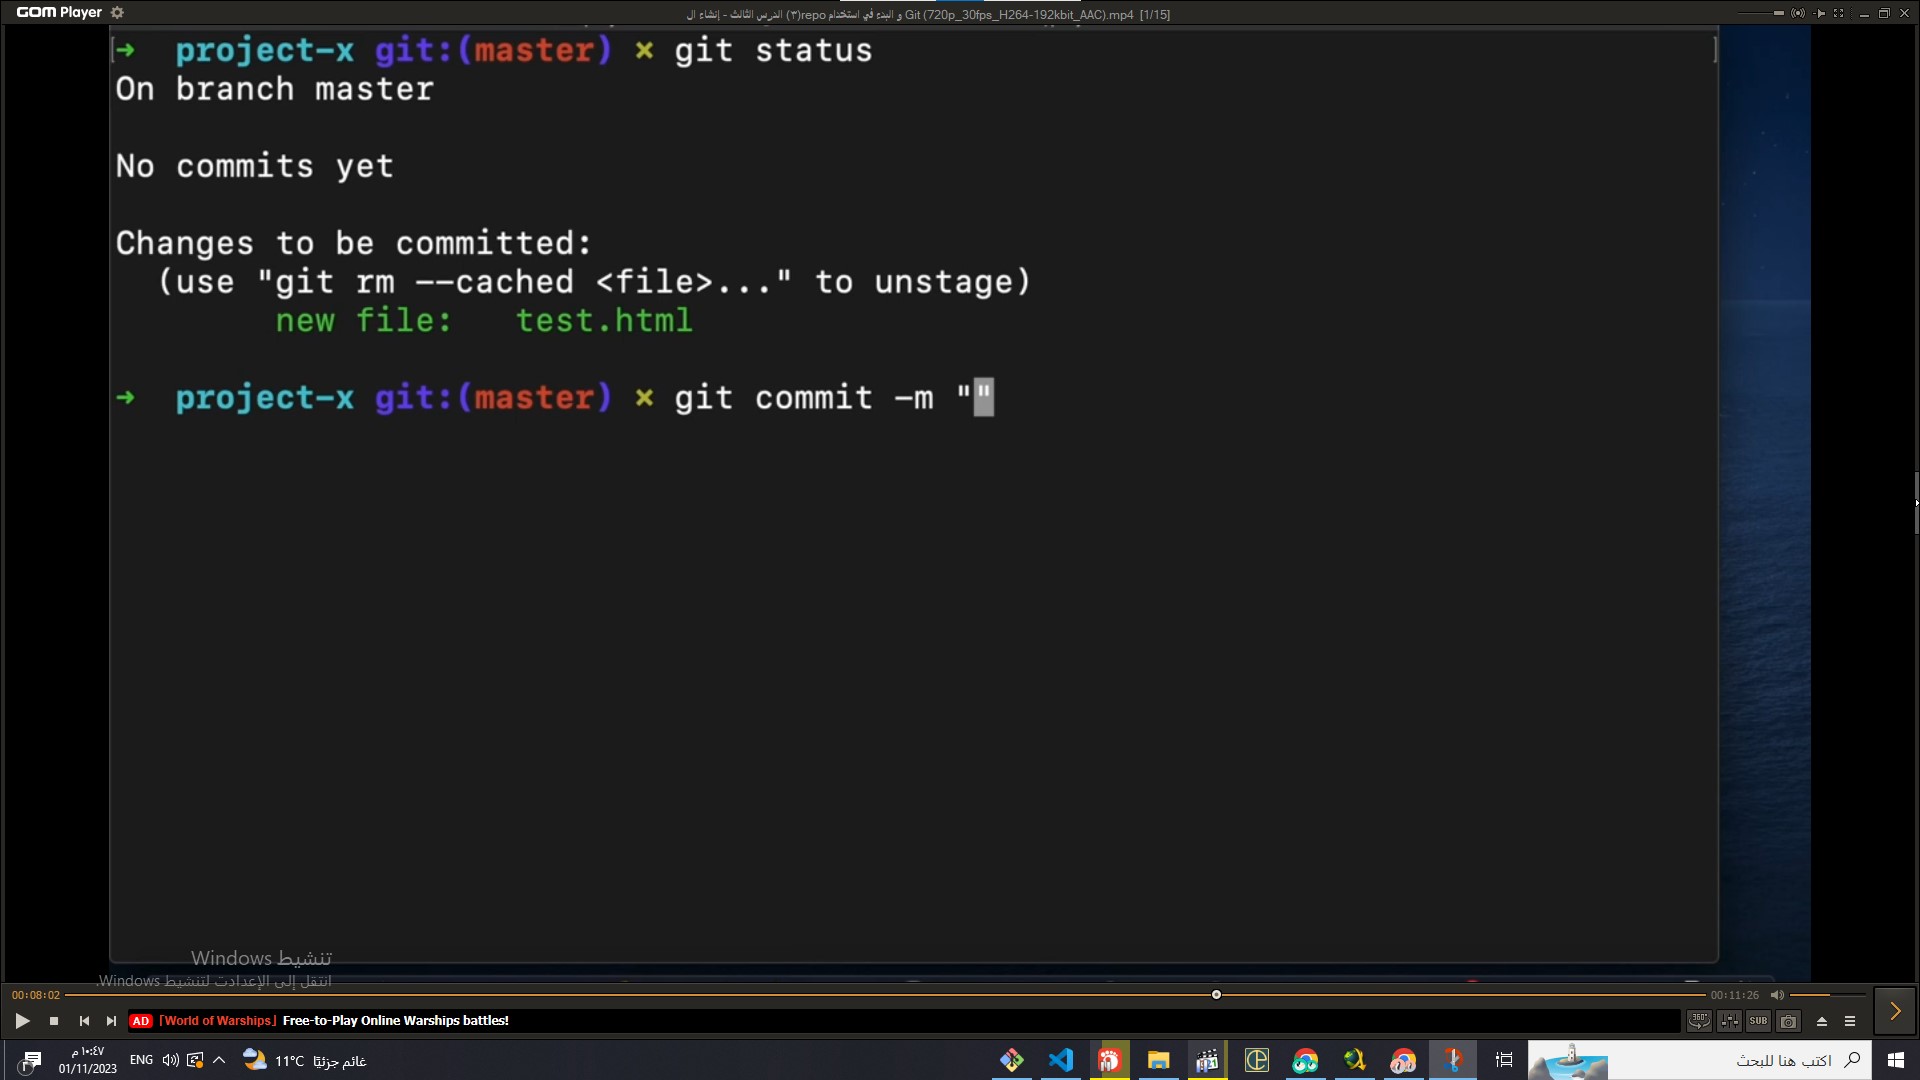 GOM Player
الدرس الثالث - إنشاء ال (٣)repo و البدء في استخدام Git (720p_30fps_H264-192kbit_AAC).mp4 [1/15]
➜ project-x git:(master) × git status
On branch master
No commits yet
Changes to be committed:
(use "git rm --cached <file>..." to unstage)
new file: test.html
➜ project-x git:(master) × git commit -m ""
تنشيط Windows
انتقل إلى الإعدادت لتنشيط Windows.
00:08:02
00:11:26
AD [World of Warships] Free-to-Play Online Warships battles!
360°
SUB
١٠:٤٧ م
01/11/2023
ENG
11°C غائم جزئيًا
321
اكتب هنا للبحث